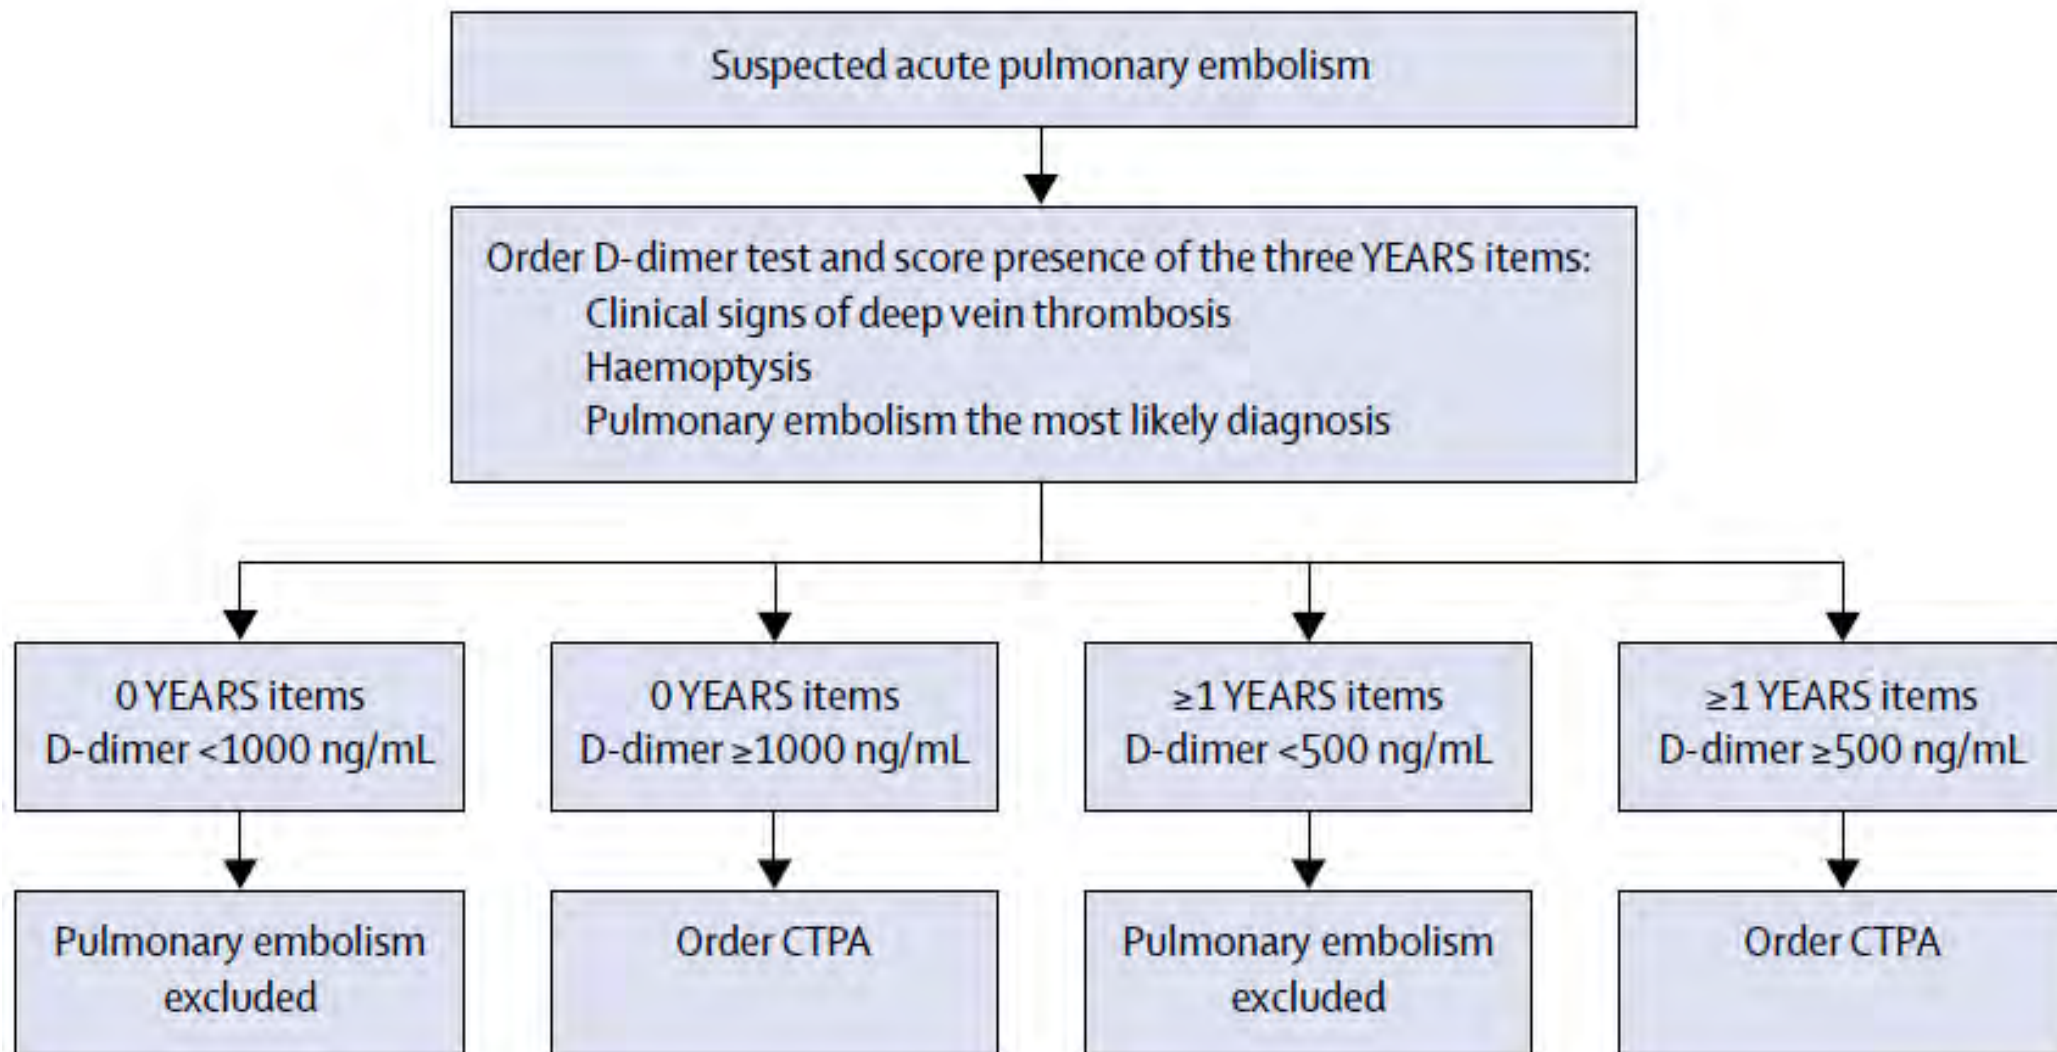 Suspected acute pulmonary embolism
Order D-dimer test and score presence of the three YEARS items:
Clinical signs of deep vein thrombosis
Haemoptysis
Pulmonary embolism the most likely diagnosis
0 YEARS items
D-dimer <1000 ng/mL
0 YEARS items
D-dimer ≥1000 ng/mL
≥1 YEARS items
D-dimer <500 ng/mL
≥1 YEARS items
D-dimer ≥500 ng/mL
Pulmonary embolism
excluded
Order CTPA
Pulmonary embolism
excluded
Order CTPA